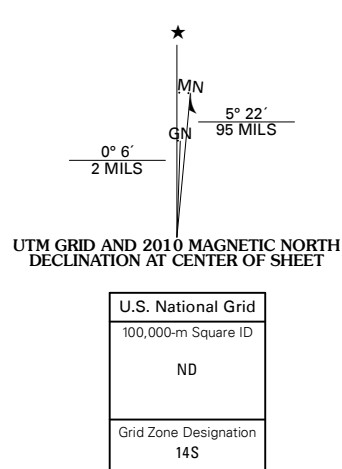 ★
MN
5° 22´
95 MILS
GN
0° 6´
2 MILS
UTM GRID AND 2010 MAGNETIC NORTH
DECLINATION AT CENTER OF SHEET
U.S. National Grid
100,000-m Square ID
ND
Grid Zone Designation
14S